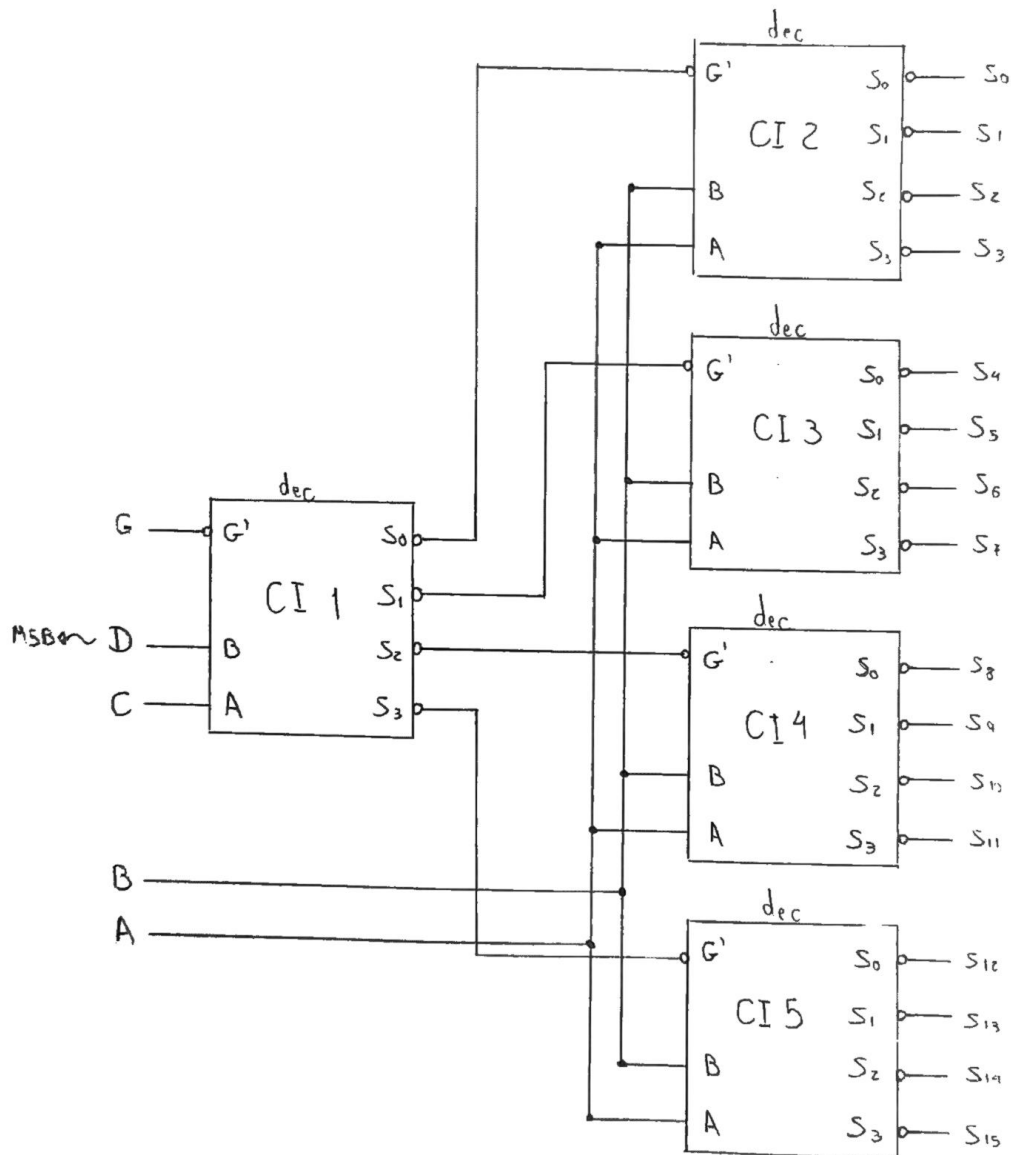 dec
G' S0 S0
CI 2
S1 S1
B S2 S2
A S3 S3
dec
G' S0 S4
CI 3 S1 S5
B S2 S6
A S3 S7
dec
G G' S0
CI 1 S1
MSB D B S2
C A S3
dec
G' S0 S8
CI 4 S1 S9
B S2 S10
A S3 S11
B
A
dec
G' S0 S12
CI 5 S1 S13
B S2 S14
A S3 S15